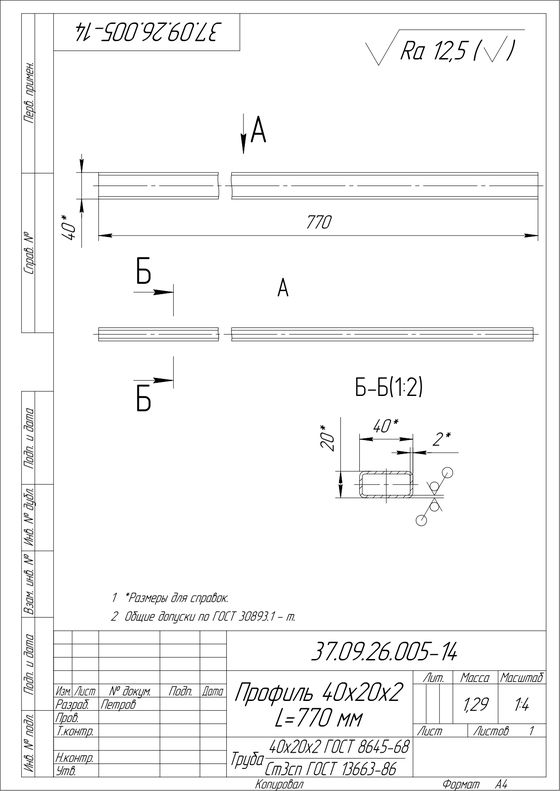 37.09.26.005-14
Ra 12,5 (√)
Перв. примен.
Справ. №
А
40*
770
Б
А
Б
Б-Б(1:2)
40*
20*
2*
1 *Размеры для справок.
2 Общие допуски по ГОСТ 30893.1 - m.
Подп. и дата
Инв. № дубл.
Взам. инв. №
Подп. и дата
Инв. № подл.
37.09.26.005-14
Изм. Лист № докум. Подп. Дата
Разраб. Петров
Пров.
Т.контр.
Н.контр.
Утв.
Профиль 40х20х2
L=770 мм
Лит. Масса Масштаб
1,29 1:4
Лист Листов 1
Труба 40х20х2 ГОСТ 8645-68
Ст3сп ГОСТ 13663-86
Копировал Формат А4